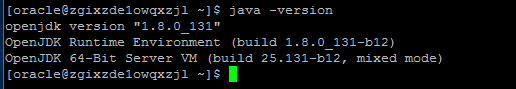 [oracle@zgixzde1owqxzjl ~]$ java -version
openjdk version "1.8.0_131"
OpenJDK Runtime Environment (build 1.8.0_131-b12)
OpenJDK 64-Bit Server VM (build 25.131-b12, mixed mode)
[oracle@zgixzde1owqxzjl ~]$